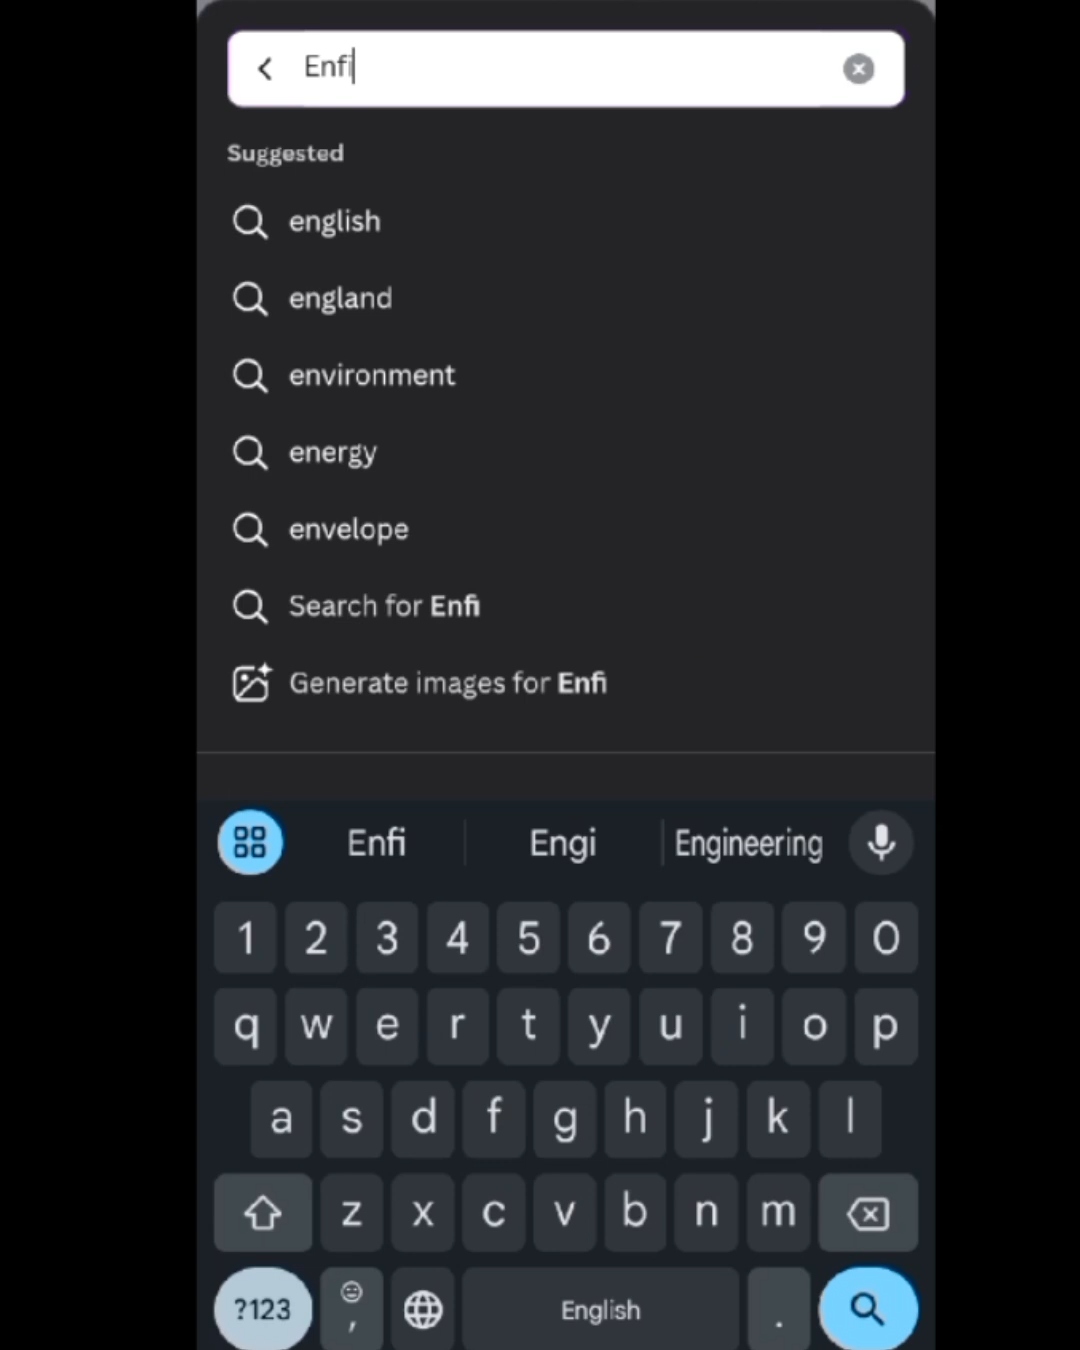 Enfi
Suggested
english
england
environment
energy
envelope
Search for Enfi
Generate images for Enfi
Enfi Engi Engineering
1 2 3 4 5 6 7 8 9 0
q w e r t y u i o p
a s d f g h j k l
z x c v b n m
?123 , English .